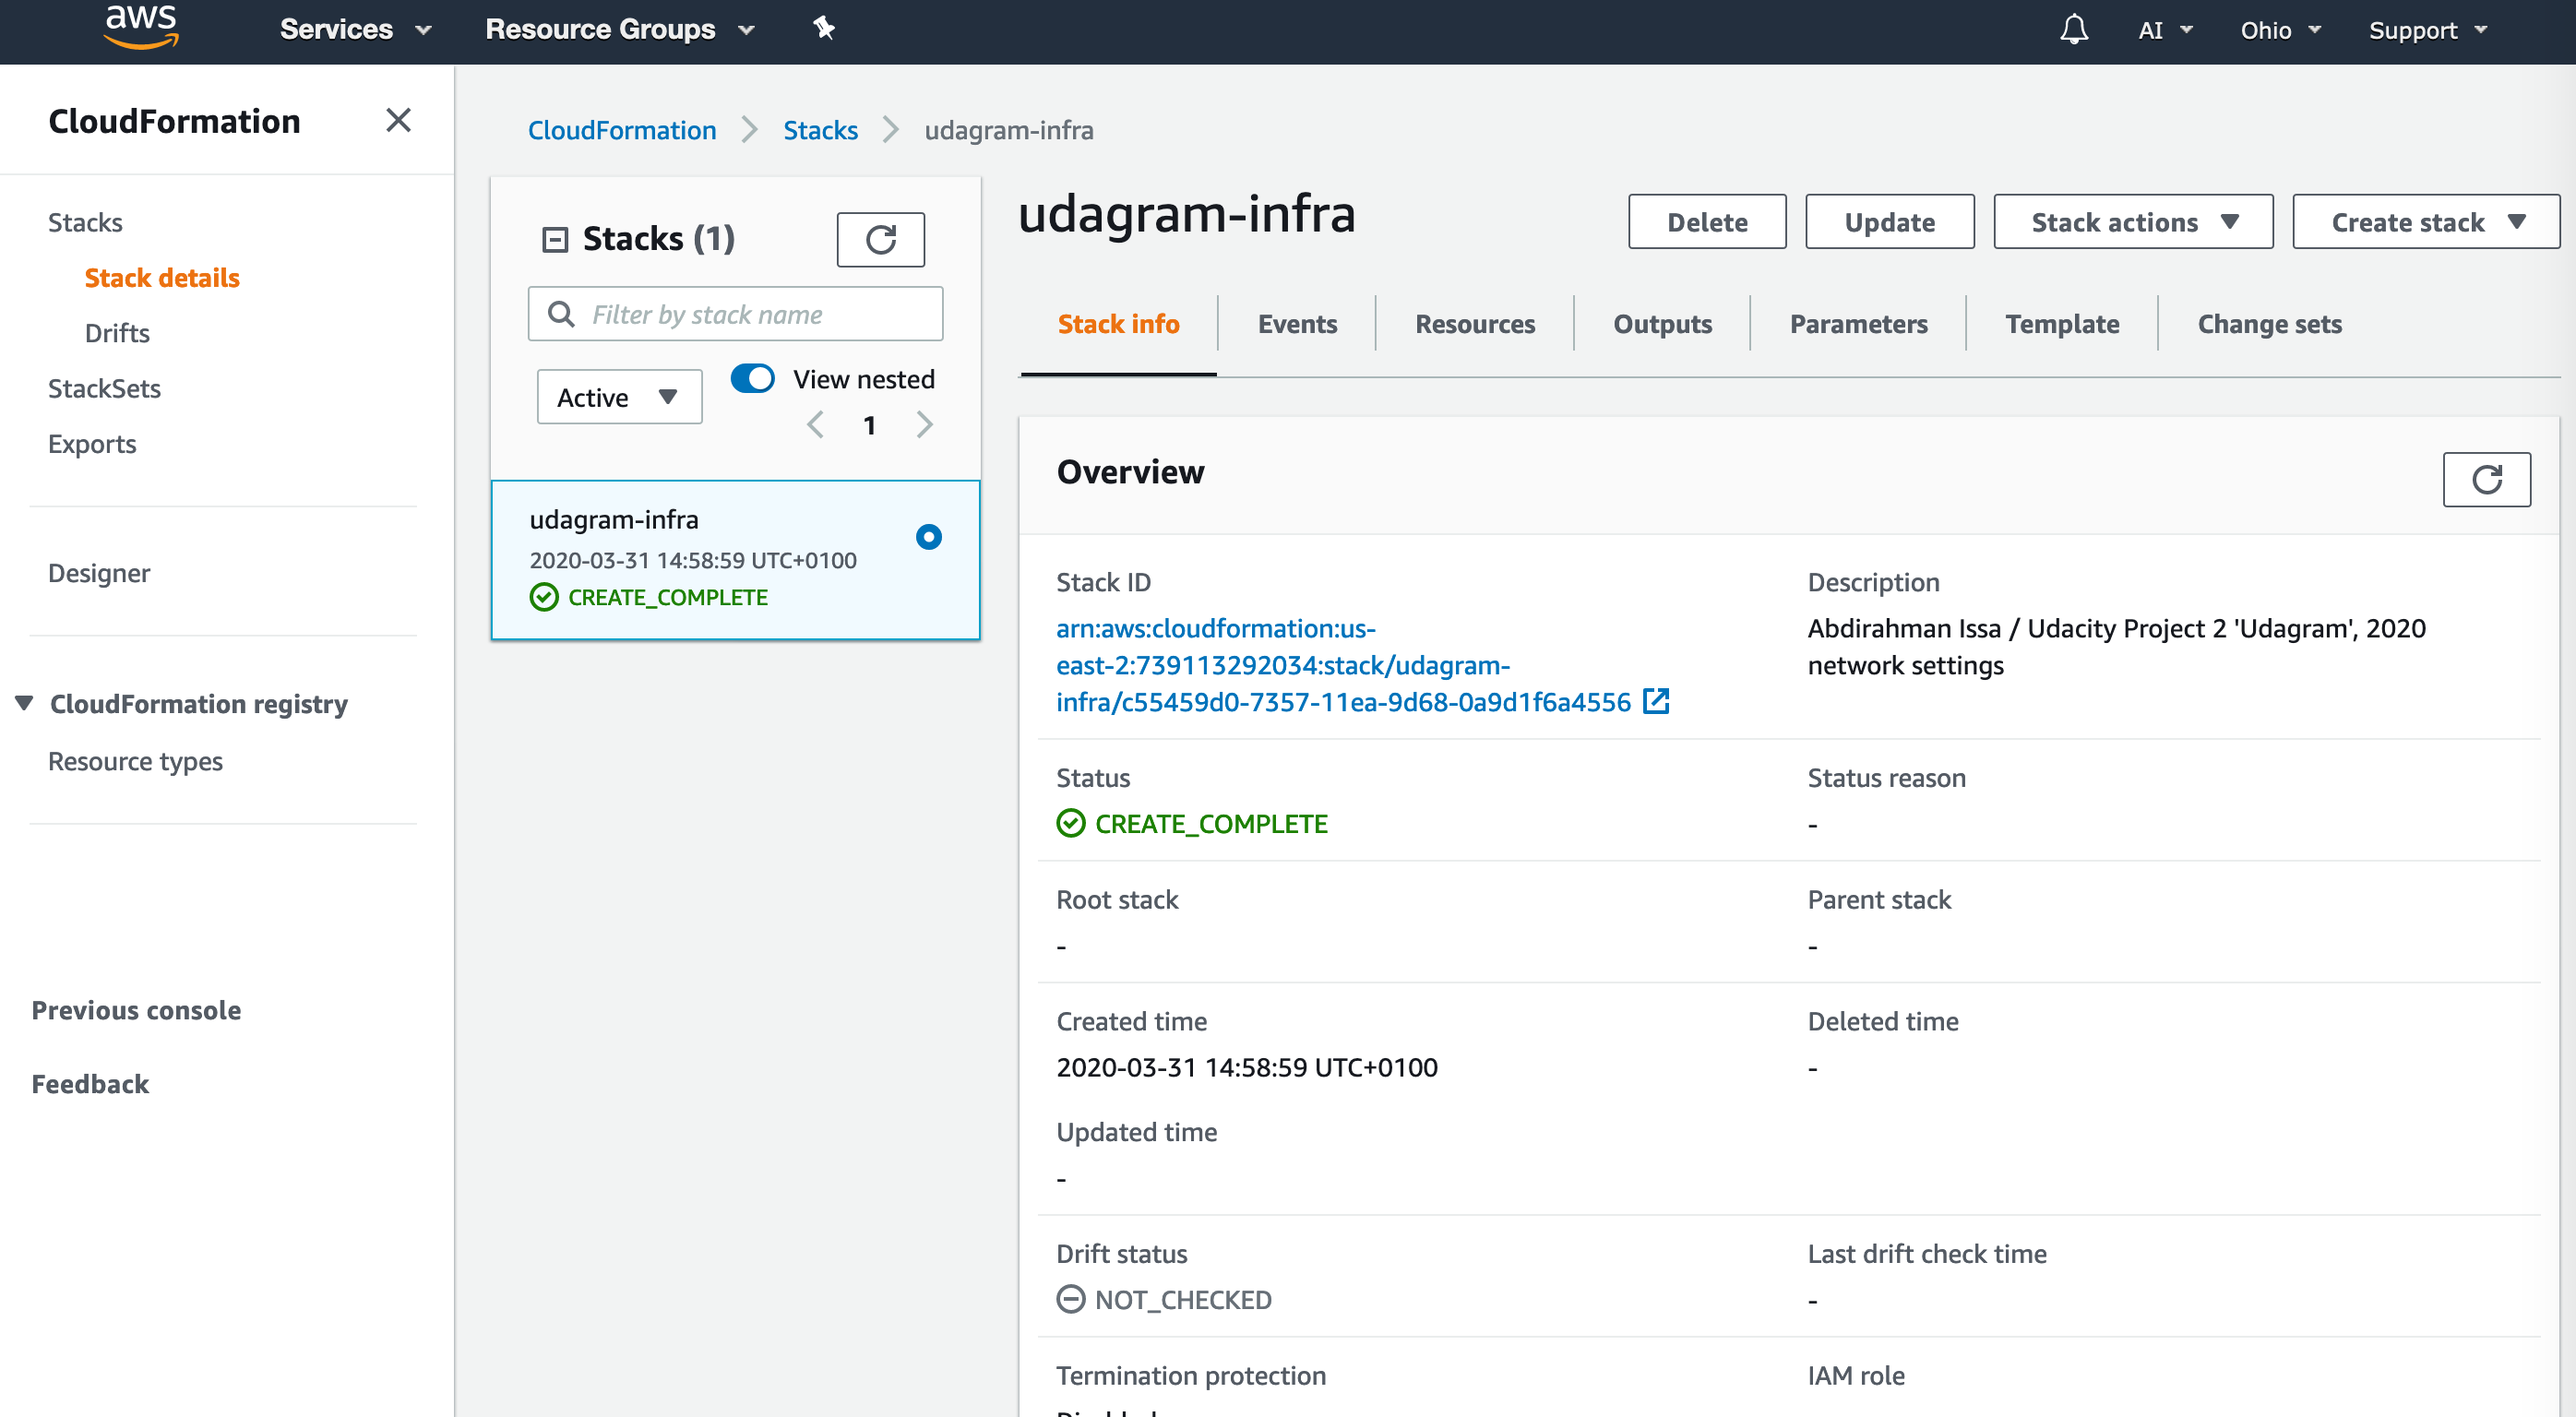 aws
Services
Resource Groups
AI
Ohio
Support
CloudFormation
Stacks
Stack details
Drifts
StackSets
Exports
Designer
CloudFormation registry
Resource types
Previous console
Feedback
CloudFormation
Stacks
udagram-infra
Stacks (1)
Filter by stack name
Active
View nested
1
udagram-infra
2020-03-31 14:58:59 UTC+0100
CREATE_COMPLETE
udagram-infra
Delete
Update
Stack actions
Create stack
Stack info
Events
Resources
Outputs
Parameters
Template
Change sets
Overview
Stack ID
arn:aws:cloudformation:us-
east-2:739113292034:stack/udagram-
infra/c55459d0-7357-11ea-9d68-0a9d1f6a4556
Description
Abdirahman Issa / Udacity Project 2 'Udagram', 2020
network settings
Status
CREATE_COMPLETE
Status reason
-
Root stack
-
Parent stack
-
Created time
2020-03-31 14:58:59 UTC+0100
Deleted time
-
Updated time
-
Drift status
NOT_CHECKED
Last drift check time
-
Termination protection
IAM role